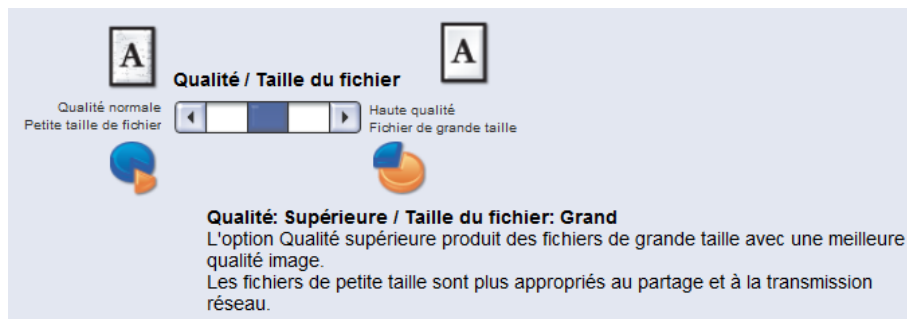 A
A
Qualité / Taille du fichier
Qualité normale
Petite taille de fichier
Haute qualité
Fichier de grande taille
Qualité: Supérieure / Taille du fichier: Grand
L'option Qualité supérieure produit des fichiers de grande taille avec une meilleure
qualité image.
Les fichiers de petite taille sont plus appropriés au partage et à la transmission
réseau.